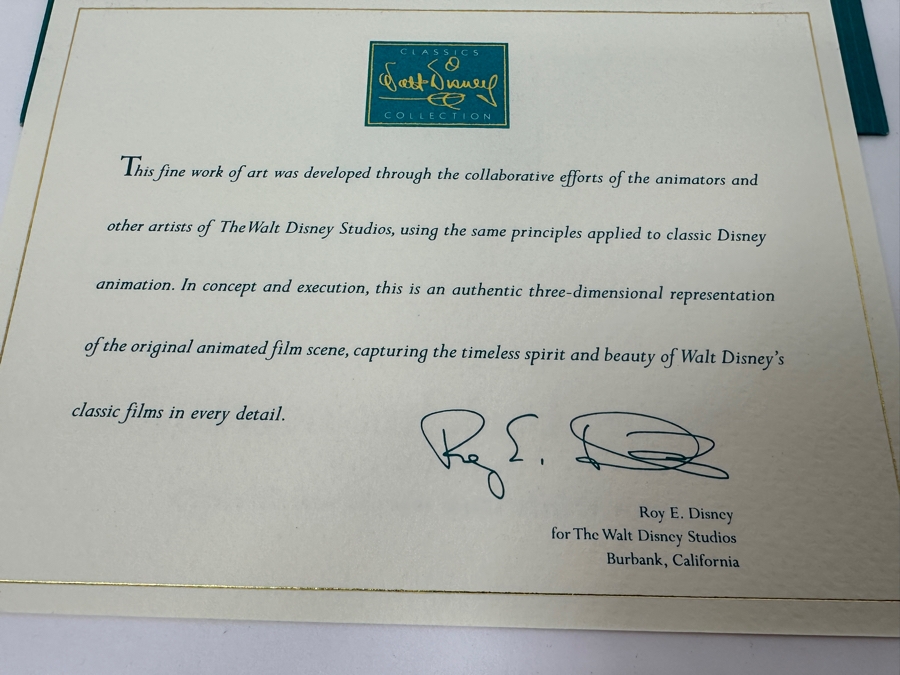 CLASSICS
Walt Disney
COLLECTION
This fine work of art was developed through the collaborative efforts of the animators and
other artists of The Walt Disney Studios, using the same principles applied to classic Disney
animation. In concept and execution, this is an authentic three-dimensional representation
of the original animated film scene, capturing the timeless spirit and beauty of Walt Disney's
classic films in every detail.
Roy E. Disney
Roy E. Disney
for The Walt Disney Studios
Burbank, California